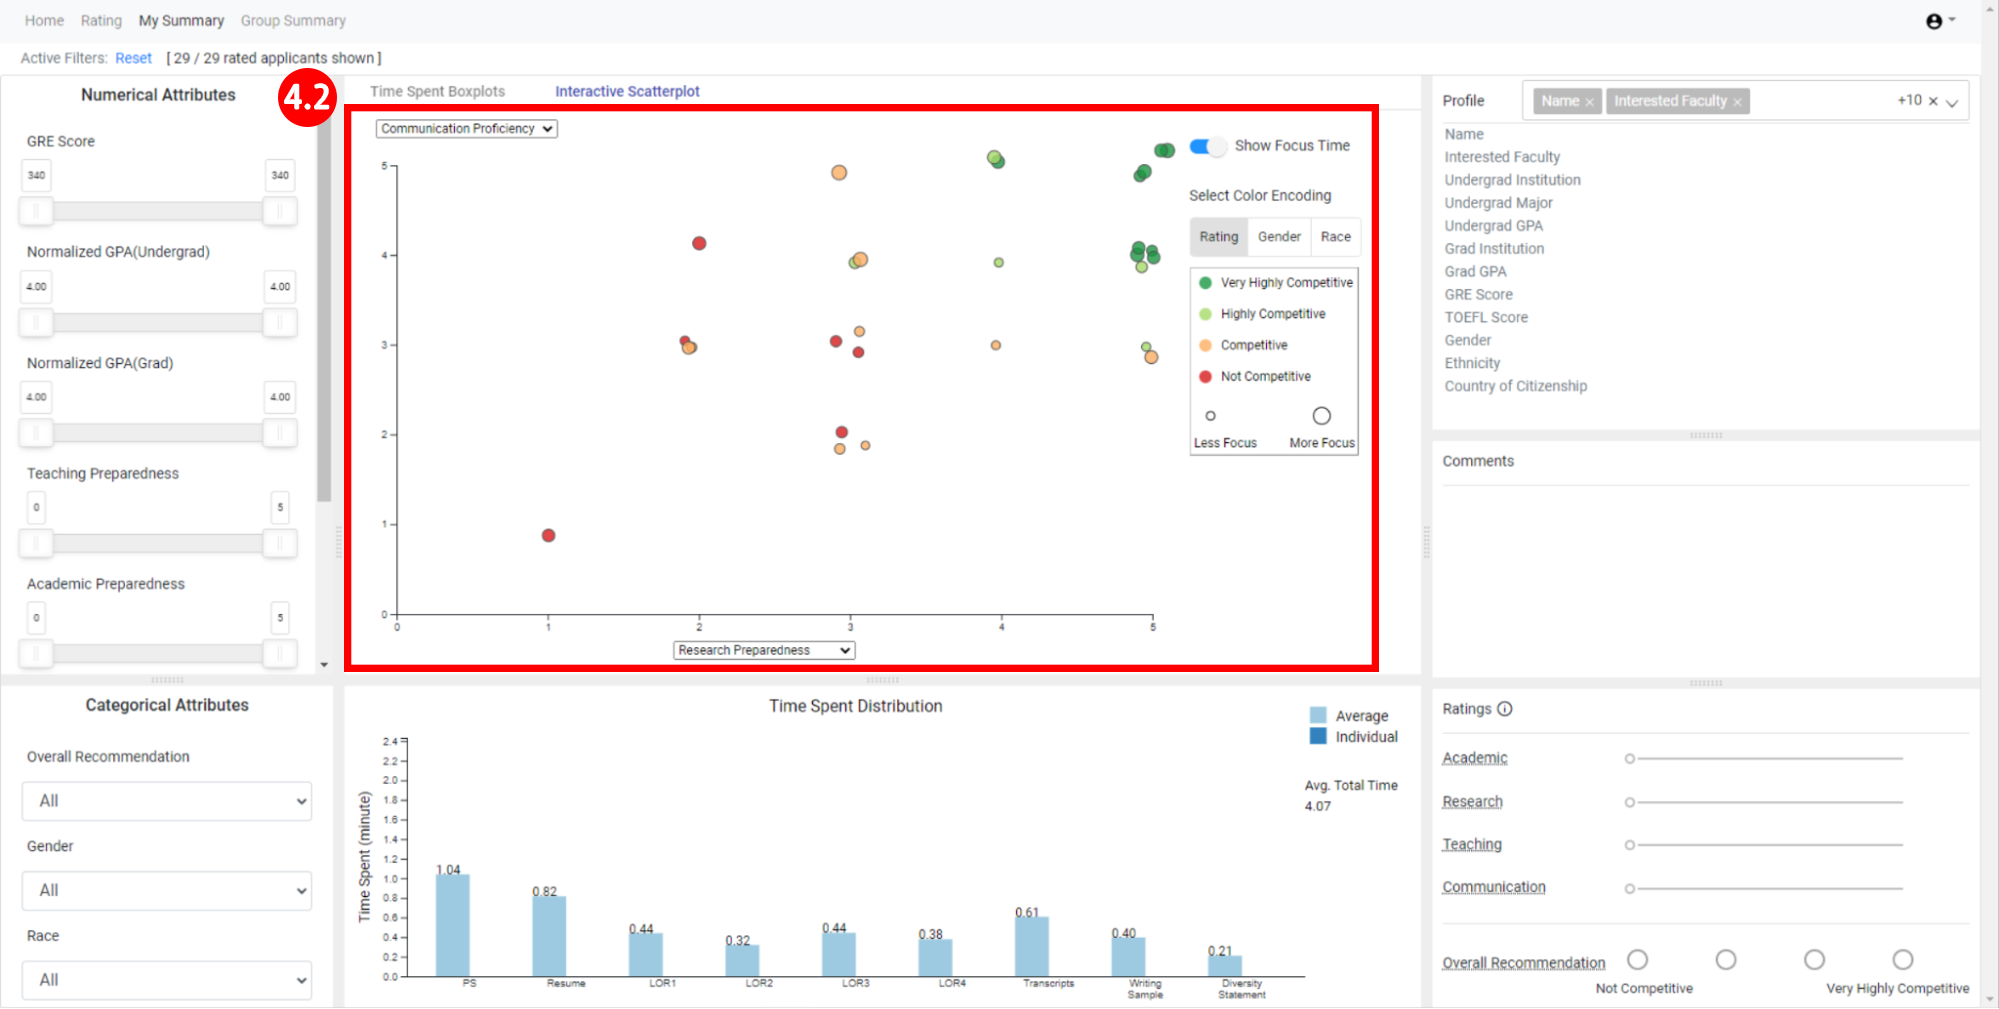 Home Rating My Summary Group Summary
Active Filters: Reset [ 29 / 29 rated applicants shown ]
Numerical Attributes
4.2
GRE Score
340 340
Normalized GPA(Undergrad)
4.00 4.00
Normalized GPA(Grad)
4.00 4.00
Teaching Preparedness
0 5
Academic Preparedness
0 5
Categorical Attributes
Overall Recommendation
All
Gender
All
Race
All
Time Spent Boxplots Interactive Scatterplot
Communication Proficiency
5
4
3
2
1
0
0 1 2 3 4 5
Research Preparedness
Show Focus Time
Select Color Encoding
Rating Gender Race
Very Highly Competitive
Highly Competitive
Competitive
Not Competitive
Less Focus More Focus
Time Spent Distribution
Average
Individual
Avg. Total Time
4.07
Time Spent (minute)
2.4
2.2
2.0
1.8
1.6
1.4
1.2
1.0
0.8
0.6
0.4
0.2
0.0
1.04 0.82 0.44 0.32 0.44 0.38 0.61 0.40 0.21
PS Resume LOR1 LOR2 LOR3 LOR4 Transcripts Writing Sample Diversity Statement
Profile Name × Interested Faculty × +10 ×
Name
Interested Faculty
Undergrad Institution
Undergrad Major
Undergrad GPA
Grad Institution
Grad GPA
GRE Score
TOEFL Score
Gender
Ethnicity
Country of Citizenship
Comments
Ratings
Academic
Research
Teaching
Communication
Overall Recommendation
Not Competitive Very Highly Competitive